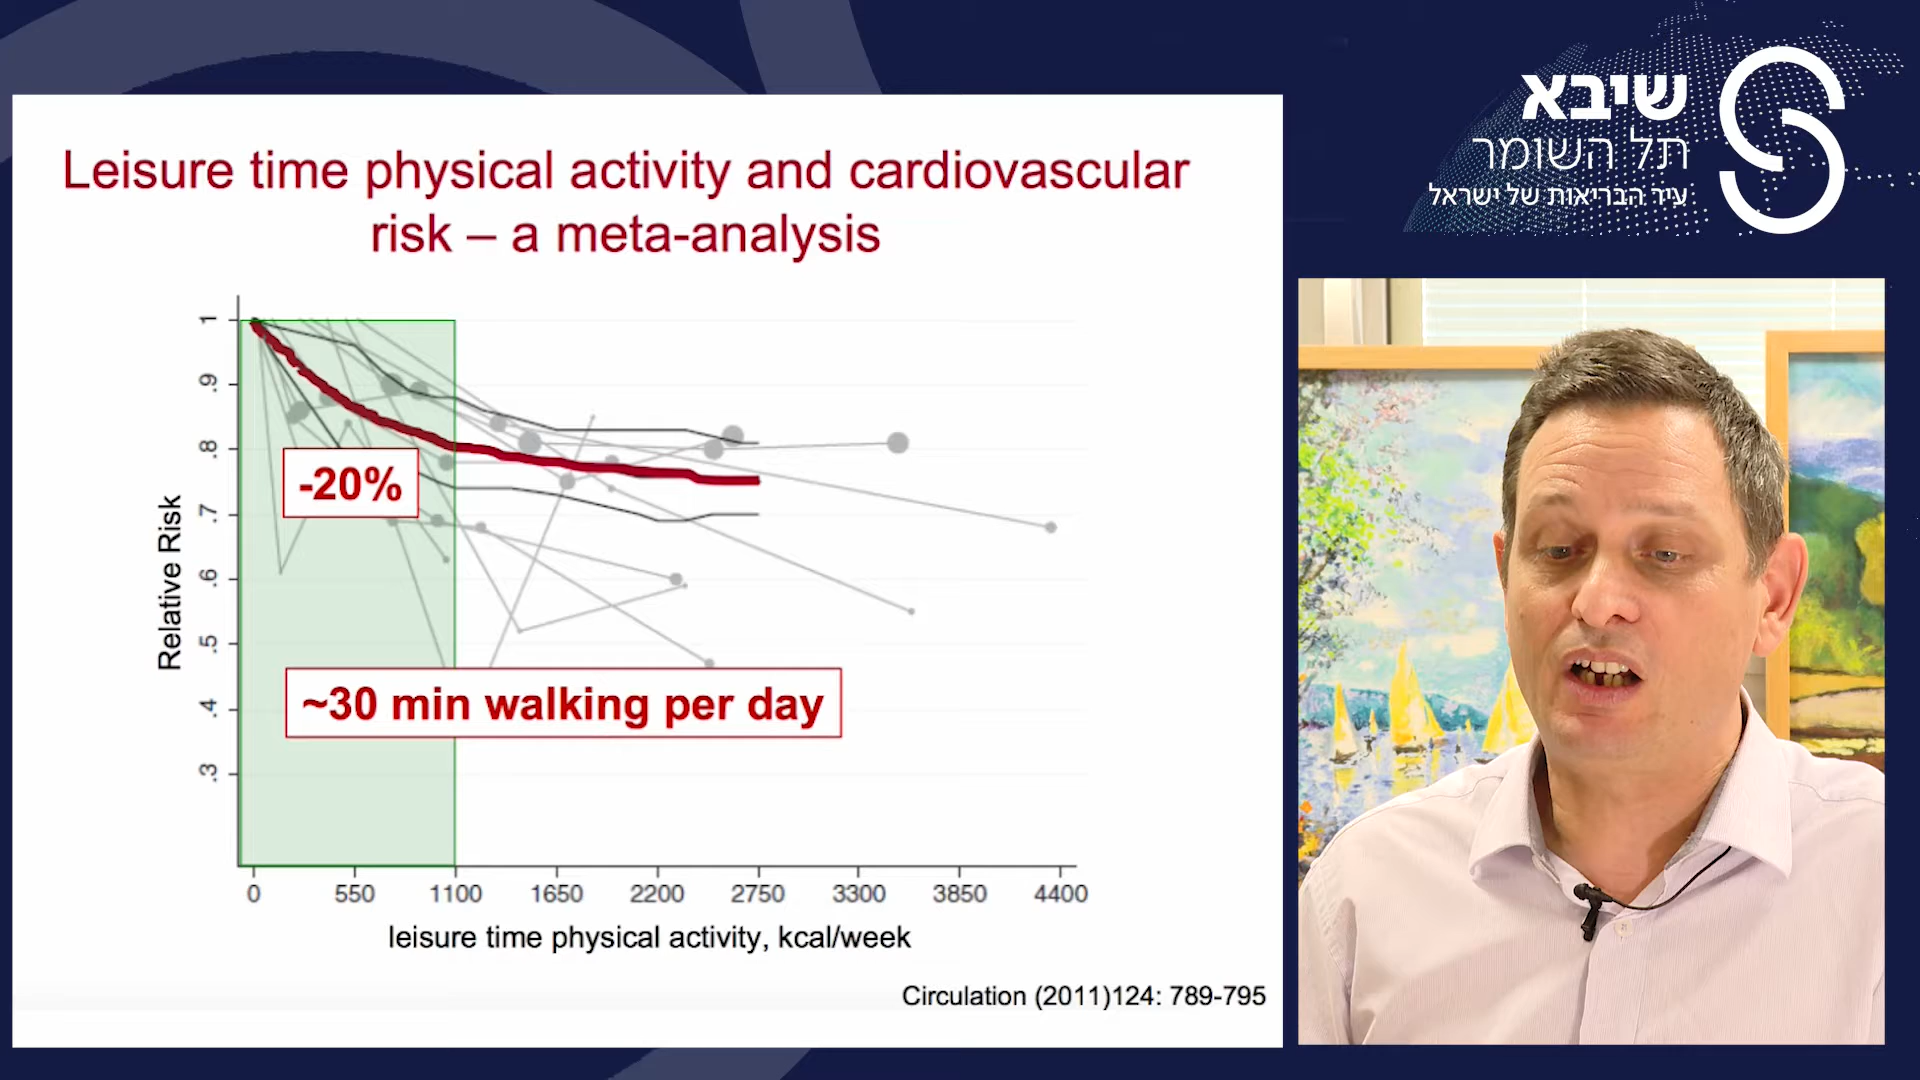 Leisure time physical activity and cardiovascular
risk – a meta-analysis
Relative Risk
1
.9
.8
.7
.6
.5
.4
.3
-20%
~30 min walking per day
0 550 1100 1650 2200 2750 3300 3850 4400
leisure time physical activity, kcal/week
Circulation (2011)124: 789-795
שיבא
תל השומר
עיר הבריאות של ישראל